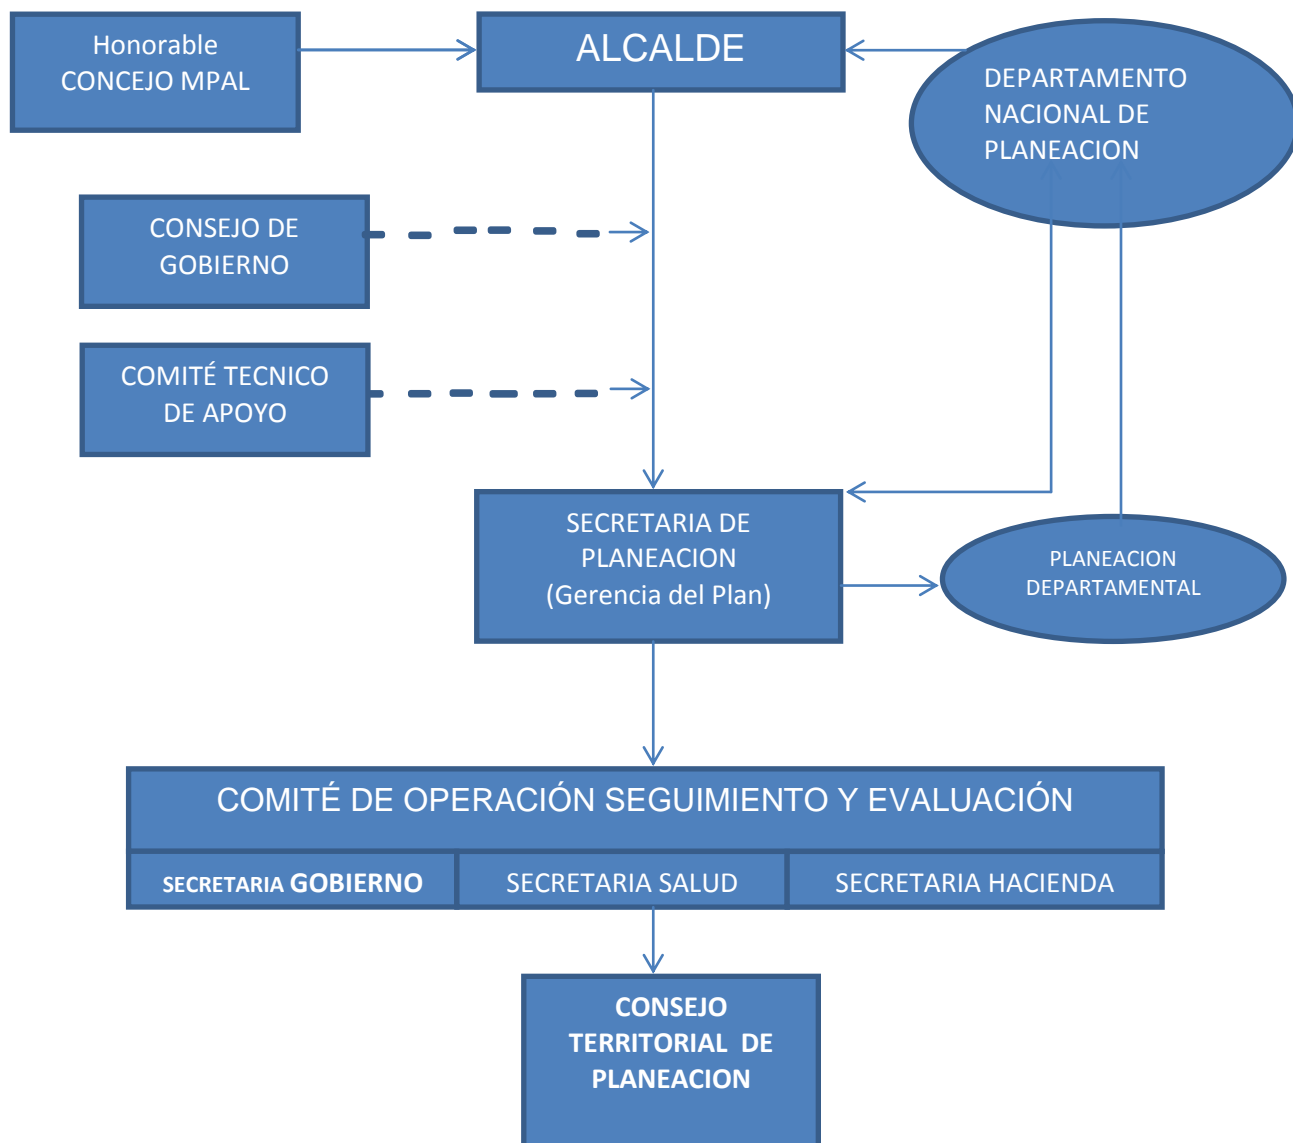 Honorable
CONCEJO MPAL
ALCALDE
DEPARTAMENTO
NACIONAL DE
PLANEACION
CONSEJO DE
GOBIERNO
COMITÉ TECNICO
DE APOYO
SECRETARIA DE
PLANEACION
(Gerencia del Plan)
PLANEACION
DEPARTAMENTAL
COMITÉ DE OPERACIÓN SEGUIMIENTO Y EVALUACIÓN
SECRETARIA GOBIERNO
SECRETARIA SALUD
SECRETARIA HACIENDA
CONSEJO
TERRITORIAL DE
PLANEACION